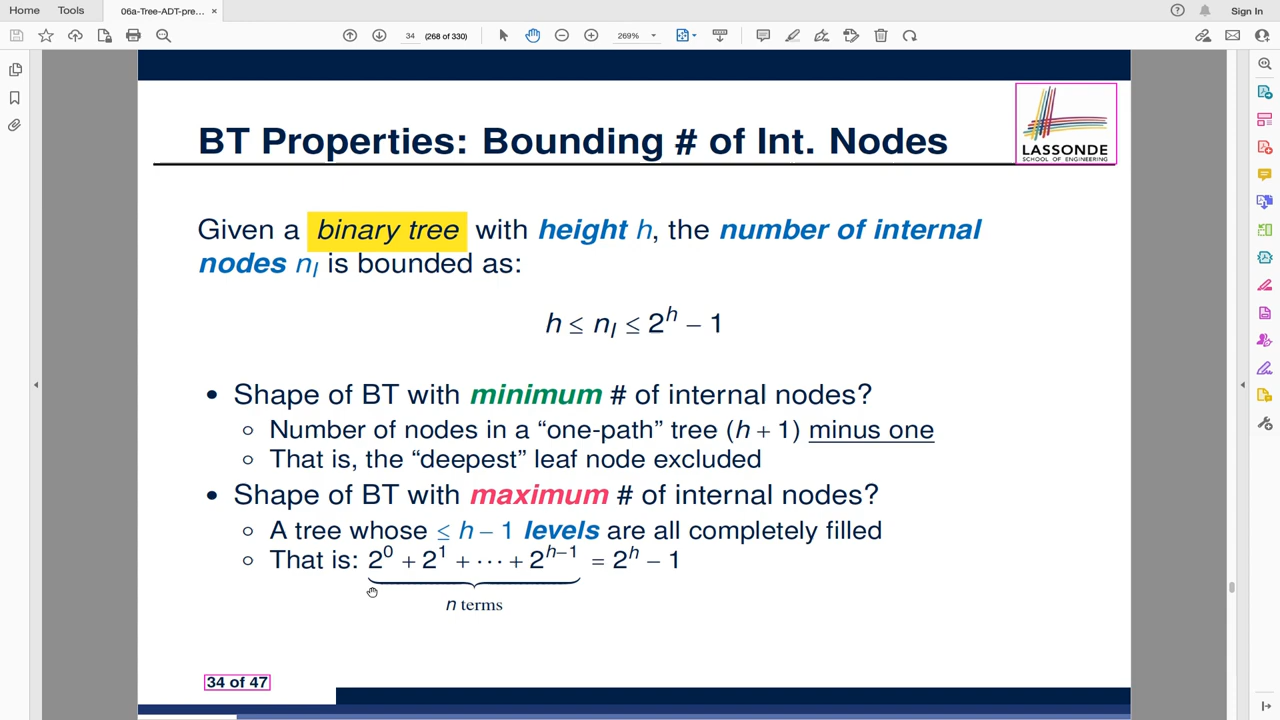 Home Tools 06a-Tree-ADT-pre... × Sign In
34 (268 of 330) 269%
LASSONDE
SCHOOL OF ENGINEERING
BT Properties: Bounding # of Int. Nodes
Given a binary tree with height h, the number of internal
nodes n_I is bounded as:
h ≤ n_I ≤ 2^h − 1
• Shape of BT with minimum # of internal nodes?
○ Number of nodes in a “one-path” tree (h + 1) minus one
○ That is, the “deepest” leaf node excluded
• Shape of BT with maximum # of internal nodes?
○ A tree whose ≤ h − 1 levels are all completely filled
○ That is: 2^0 + 2^1 + ⋯ + 2^{h−1} = 2^h − 1
n terms
34 of 47